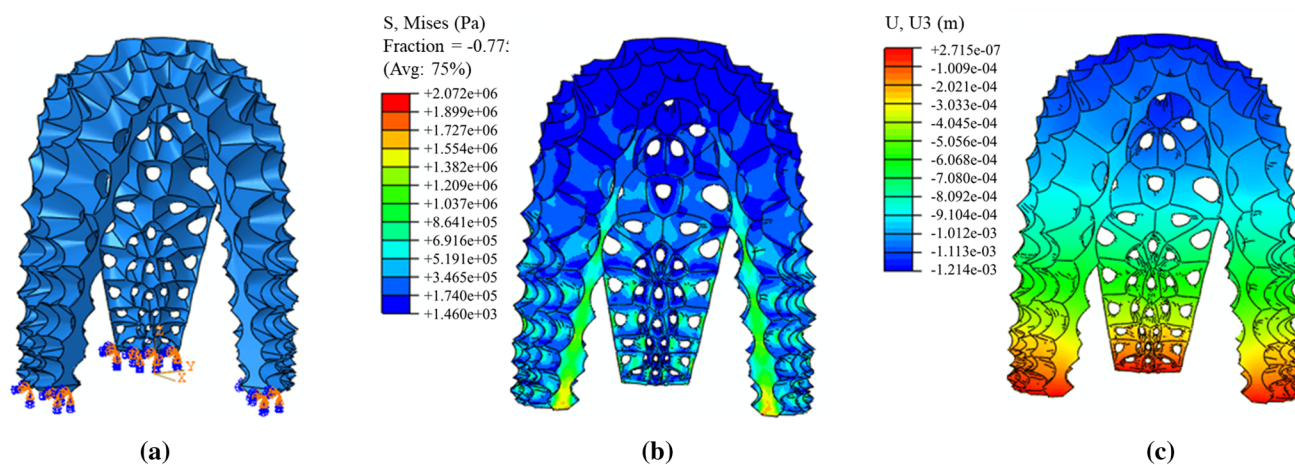 S, Mises (Pa)
Fraction = -0.775
(Avg: 75%)
+2.072e+06
+1.899e+06
+1.727e+06
+1.554e+06
+1.382e+06
+1.209e+06
+1.037e+06
+8.641e+05
+6.916e+05
+5.191e+05
+3.465e+05
+1.740e+05
+1.460e+03
U, U3 (m)
+2.715e-07
-1.009e-04
-2.021e-04
-3.033e-04
-4.045e-04
-5.056e-04
-6.068e-04
-7.080e-04
-8.092e-04
-9.104e-04
-1.012e-03
-1.113e-03
-1.214e-03
Z
Y
X
(a)
(b)
(c)